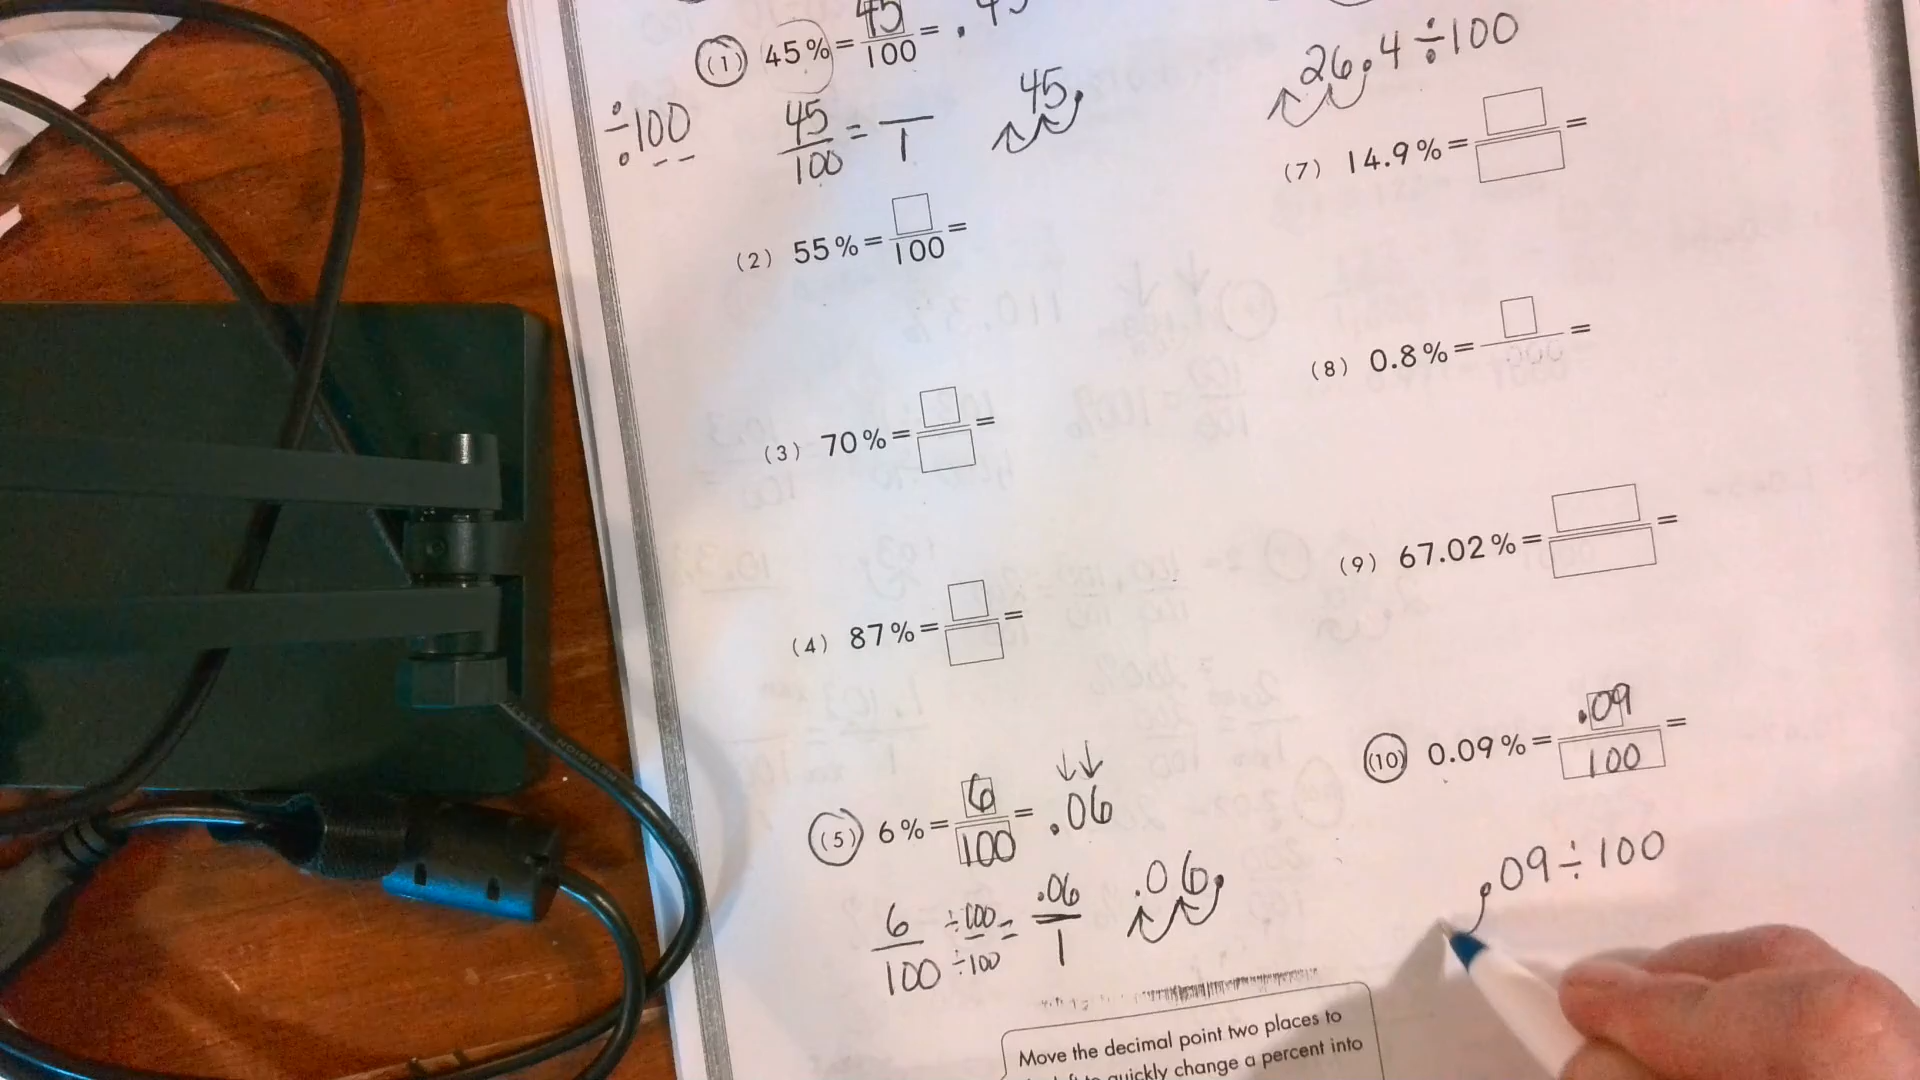 (1) 45% = 45/100 = .45
÷100
45/100 = /1
45.
(2) 55% = □/100 =
(3) 70% = □/□ =
(4) 87% = □/□ =
(5) 6% = 6/100 = .06
6/100 ÷100/÷100 = .06/1
.06.
26.4 ÷ 100
(7) 14.9% = □/□ =
(8) 0.8% = □/ =
(9) 67.02% = □/□ =
(10) 0.09% = .09/100 =
.09 ÷ 100
Move the decimal point two places to
quickly change a percent into